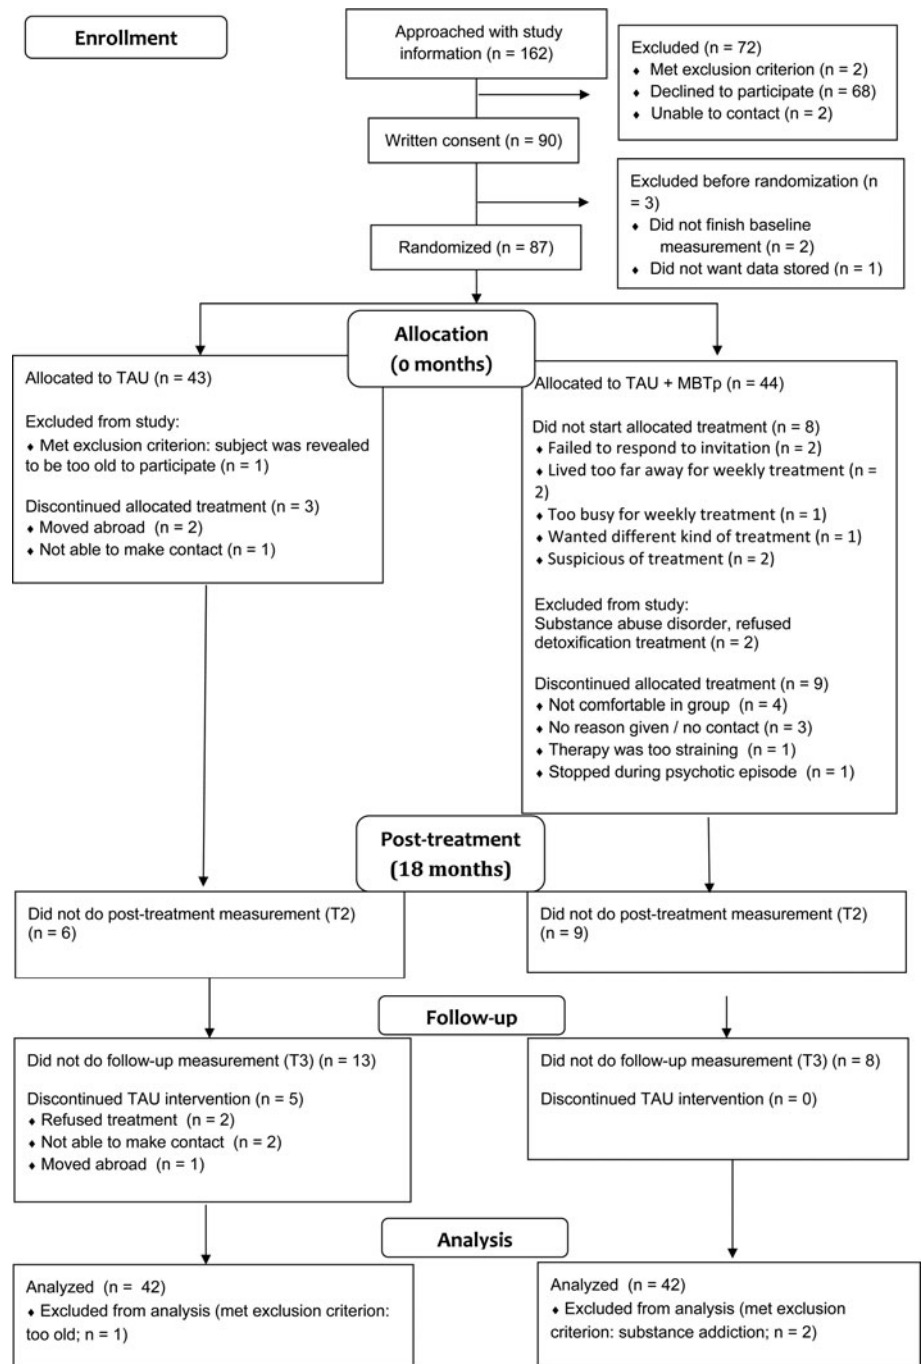 Enrollment
Approached with study
information (n = 162)
Excluded (n = 72)
♦ Met exclusion criterion (n = 2)
♦ Declined to participate (n = 68)
♦ Unable to contact (n = 2)
Written consent (n = 90)
Excluded before randomization (n
= 3)
♦ Did not finish baseline
measurement (n = 2)
♦ Did not want data stored (n = 1)
Randomized (n = 87)
Allocation
(0 months)
Allocated to TAU (n = 43)
Excluded from study:
♦ Met exclusion criterion: subject was revealed
to be too old to participate (n = 1)
Discontinued allocated treatment (n = 3)
♦ Moved abroad (n = 2)
♦ Not able to make contact (n = 1)
Allocated to TAU + MBTp (n = 44)
Did not start allocated treatment (n = 8)
♦ Failed to respond to invitation (n = 2)
♦ Lived too far away for weekly treatment (n =
2)
♦ Too busy for weekly treatment (n = 1)
♦ Wanted different kind of treatment (n = 1)
♦ Suspicious of treatment (n = 2)
Excluded from study:
Substance abuse disorder, refused
detoxification treatment (n = 2)
Discontinued allocated treatment (n = 9)
♦ Not comfortable in group (n = 4)
♦ No reason given / no contact (n = 3)
♦ Therapy was too straining (n = 1)
♦ Stopped during psychotic episode (n = 1)
Post-treatment
(18 months)
Did not do post-treatment measurement (T2)
(n = 6)
Did not do post-treatment measurement (T2)
(n = 9)
Follow-up
Did not do follow-up measurement (T3) (n = 13)
Discontinued TAU intervention (n = 5)
♦ Refused treatment (n = 2)
♦ Not able to make contact (n = 2)
♦ Moved abroad (n = 1)
Did not do follow-up measurement (T3) (n = 8)
Discontinued TAU intervention (n = 0)
Analysis
Analyzed (n = 42)
♦ Excluded from analysis (met exclusion criterion:
too old; n = 1)
Analyzed (n = 42)
♦ Excluded from analysis (met exclusion
criterion: substance addiction; n = 2)